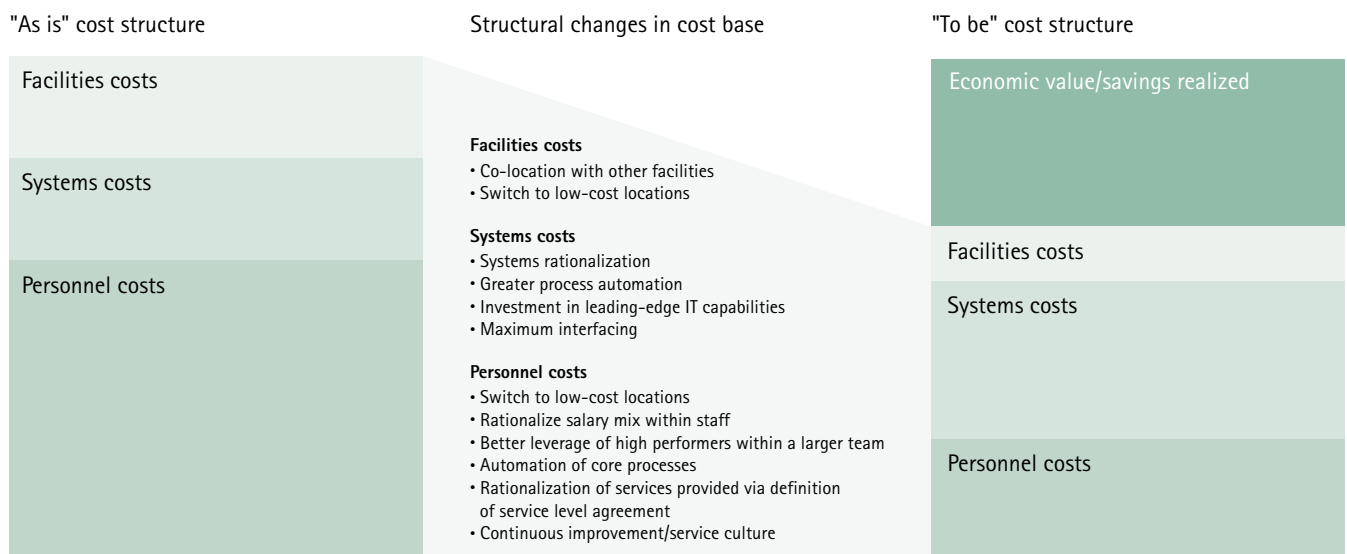 "As is" cost structure
Facilities costs
Systems costs
Personnel costs
Structural changes in cost base
Facilities costs
• Co-location with other facilities
• Switch to low-cost locations
Systems costs
• Systems rationalization
• Greater process automation
• Investment in leading-edge IT capabilities
• Maximum interfacing
Personnel costs
• Switch to low-cost locations
• Rationalize salary mix within staff
• Better leverage of high performers within a larger team
• Automation of core processes
• Rationalization of services provided via definition
of service level agreement
• Continuous improvement/service culture
"To be" cost structure
Economic value/savings realized
Facilities costs
Systems costs
Personnel costs